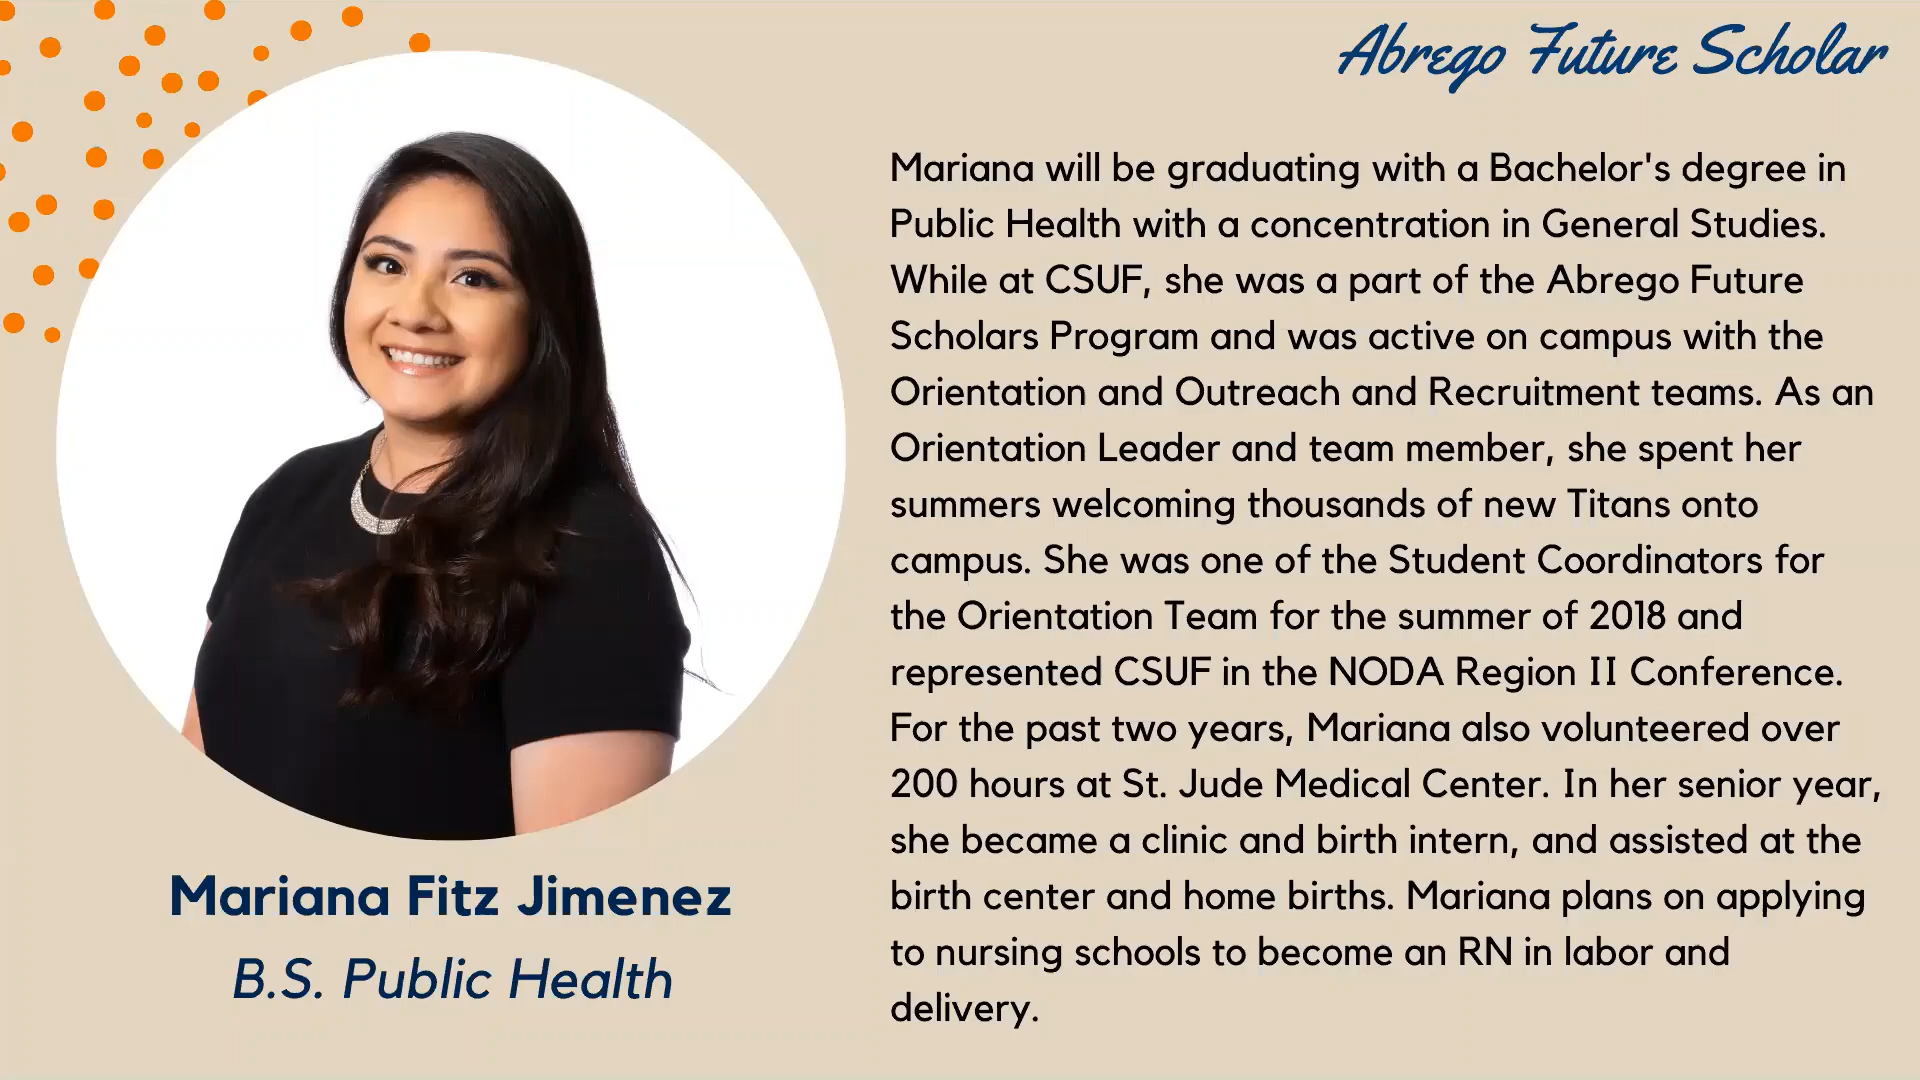 Abrego Future Scholar
Mariana will be graduating with a Bachelor's degree in
Public Health with a concentration in General Studies.
While at CSUF, she was a part of the Abrego Future
Scholars Program and was active on campus with the
Orientation and Outreach and Recruitment teams. As an
Orientation Leader and team member, she spent her
summers welcoming thousands of new Titans onto
campus. She was one of the Student Coordinators for
the Orientation Team for the summer of 2018 and
represented CSUF in the NODA Region II Conference.
For the past two years, Mariana also volunteered over
200 hours at St. Jude Medical Center. In her senior year,
she became a clinic and birth intern, and assisted at the
birth center and home births. Mariana plans on applying
to nursing schools to become an RN in labor and
delivery.
Mariana Fitz Jimenez
B.S. Public Health